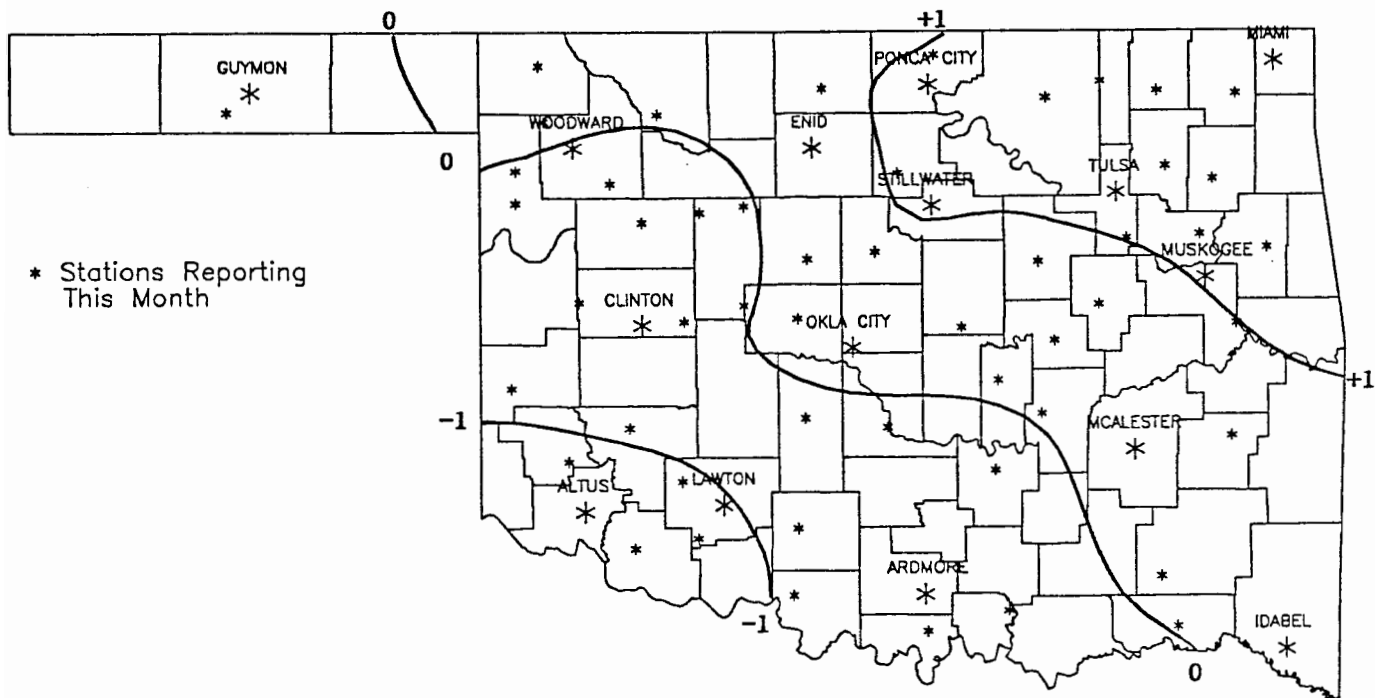 0
+1
MIAMI
PONCA CITY
GUYMON
WOODWARD
ENID
0
TULSA
STILLWATER
MUSKOGEE
* Stations Reporting
This Month
CLINTON
OKLA CITY
+1
-1
MCALESTER
ALTUS
LAWTON
ARDMORE
-1
IDABEL
0